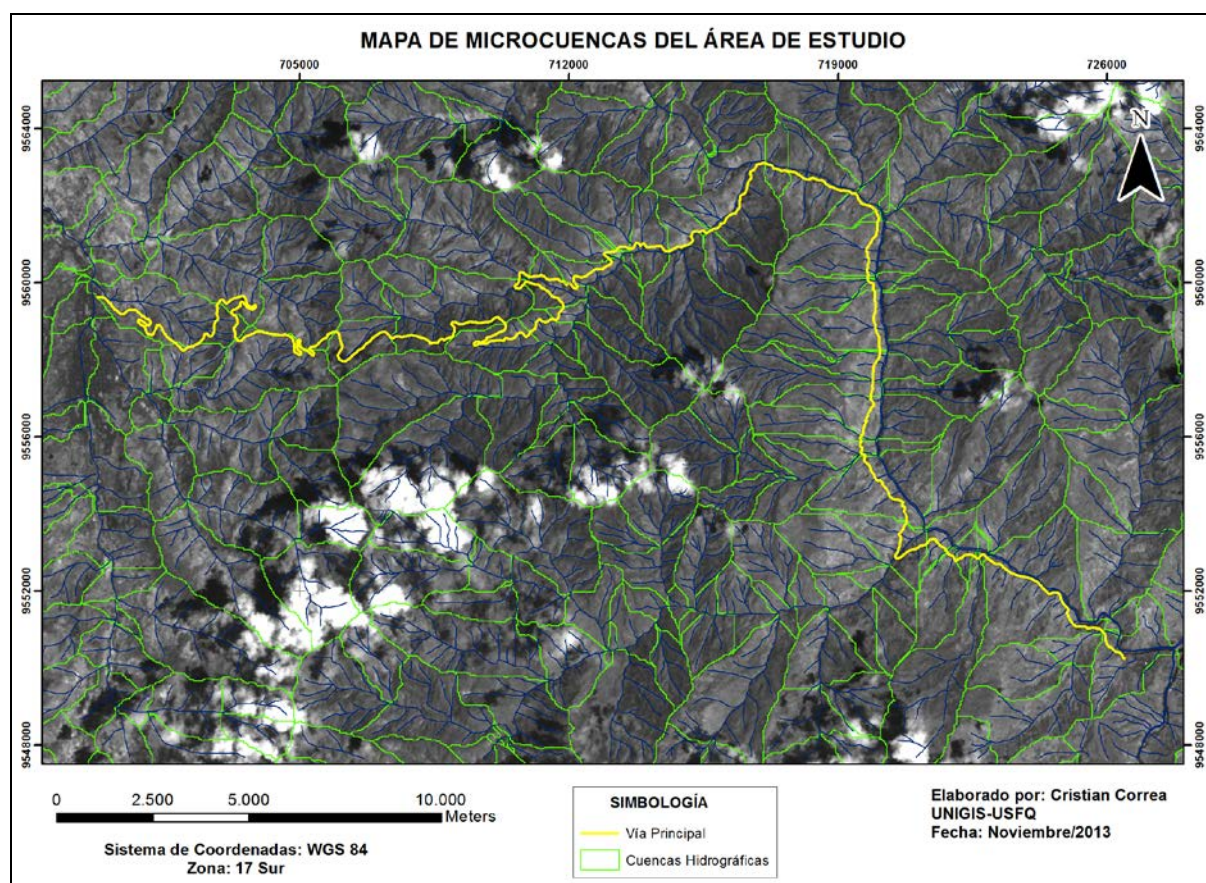 MAPA DE MICROCUENCAS DEL ÁREA DE ESTUDIO
705000 712000 719000 726000
9564000 9564000
N
9560000 9560000
9556000 9556000
9552000 9552000
9548000 9548000
0 2.500 5.000 10.000
Meters
Sistema de Coordenadas: WGS 84
Zona: 17 Sur
SIMBOLOGÍA
Vía Principal
Cuencas Hidrográficas
Elaborado por: Cristian Correa
UNIGIS-USFQ
Fecha: Noviembre/2013